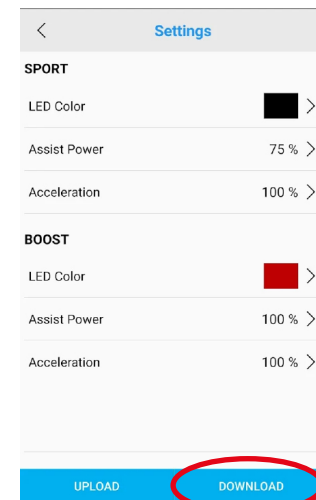 Settings
SPORT
LED Color
Assist Power 75 %
Acceleration 100 %
BOOST
LED Color
Assist Power 100 %
Acceleration 100 %
UPLOAD DOWNLOAD